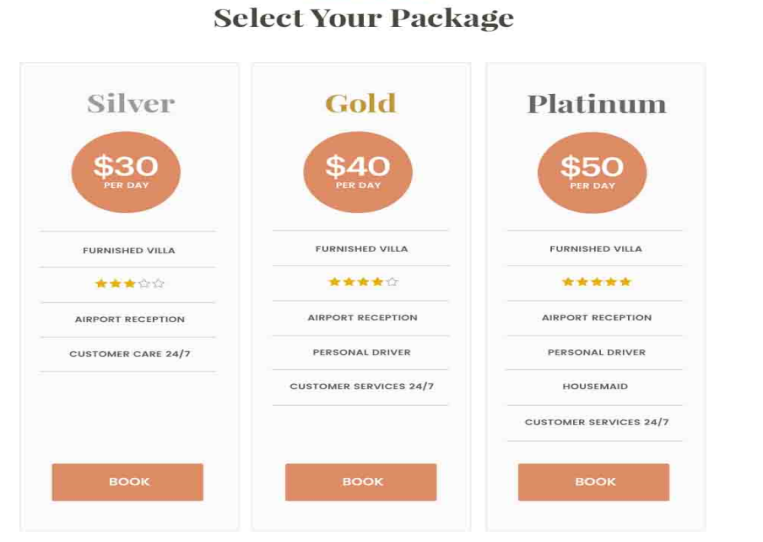 Select Your Package
Silver
$30
PER DAY
FURNISHED VILLA
AIRPORT RECEPTION
CUSTOMER CARE 24/7
BOOK
Gold
$40
PER DAY
FURNISHED VILLA
AIRPORT RECEPTION
PERSONAL DRIVER
CUSTOMER SERVICES 24/7
BOOK
Platinum
$50
PER DAY
FURNISHED VILLA
AIRPORT RECEPTION
PERSONAL DRIVER
HOUSEMAID
CUSTOMER SERVICES 24/7
BOOK